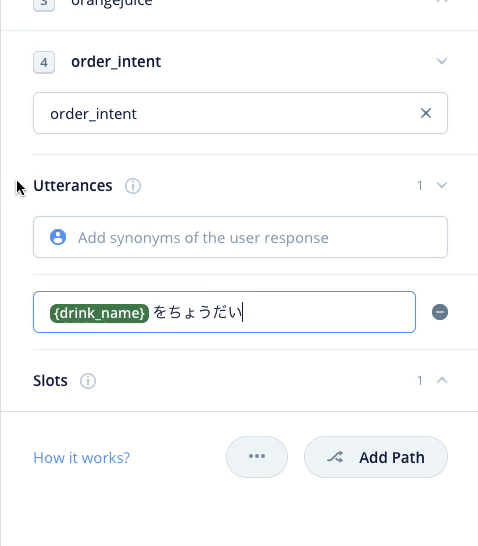 3 orangejuice
4 order_intent
order_intent
Utterances 1
Add synonyms of the user response
{drink_name} をちょうだい
Slots 1
How it works? ••• Add Path